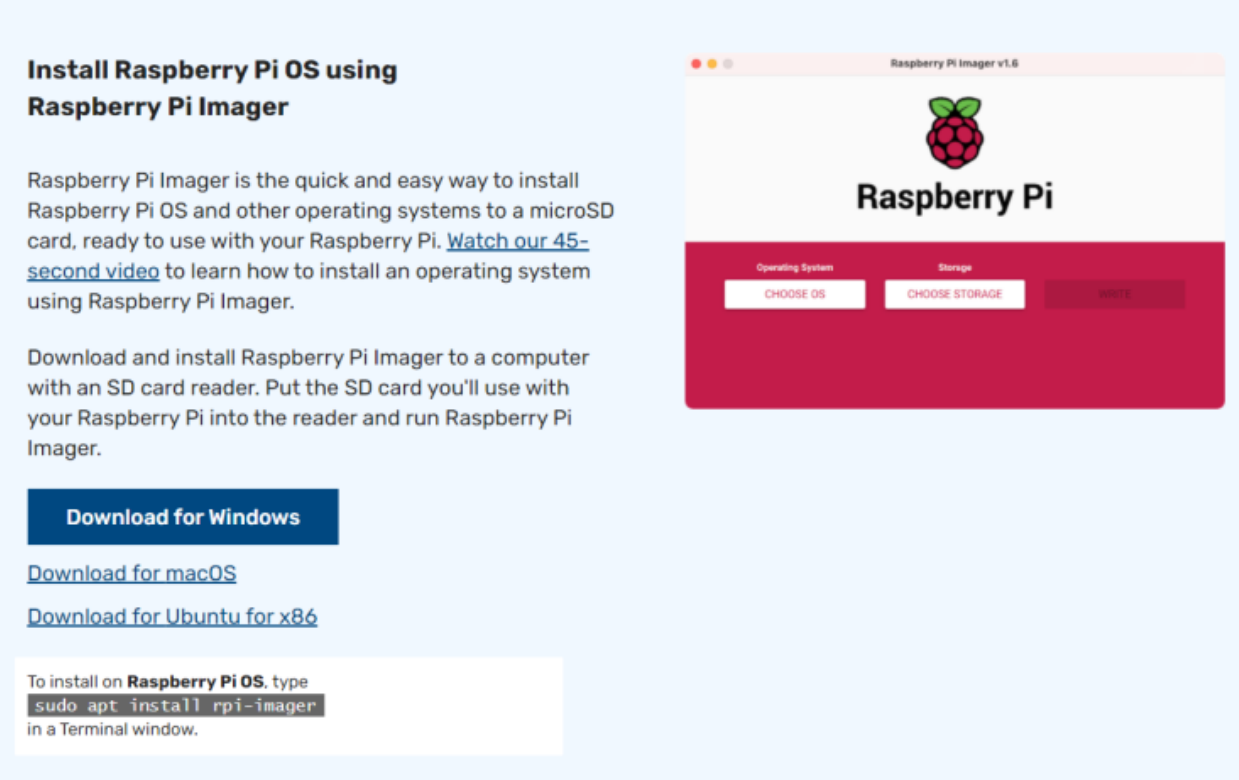 Install Raspberry Pi OS using
Raspberry Pi Imager
Raspberry Pi Imager is the quick and easy way to install
Raspberry Pi OS and other operating systems to a microSD
card, ready to use with your Raspberry Pi. Watch our 45-
second video to learn how to install an operating system
using Raspberry Pi Imager.
Download and install Raspberry Pi Imager to a computer
with an SD card reader. Put the SD card you'll use with
your Raspberry Pi into the reader and run Raspberry Pi
Imager.
Download for Windows
Download for macOS
Download for Ubuntu for x86
To install on Raspberry Pi OS, type
sudo apt install rpi-imager
in a Terminal window.
Raspberry Pi Imager v1.6
Raspberry Pi
Operating System
Storage
CHOOSE OS
CHOOSE STORAGE
WRITE